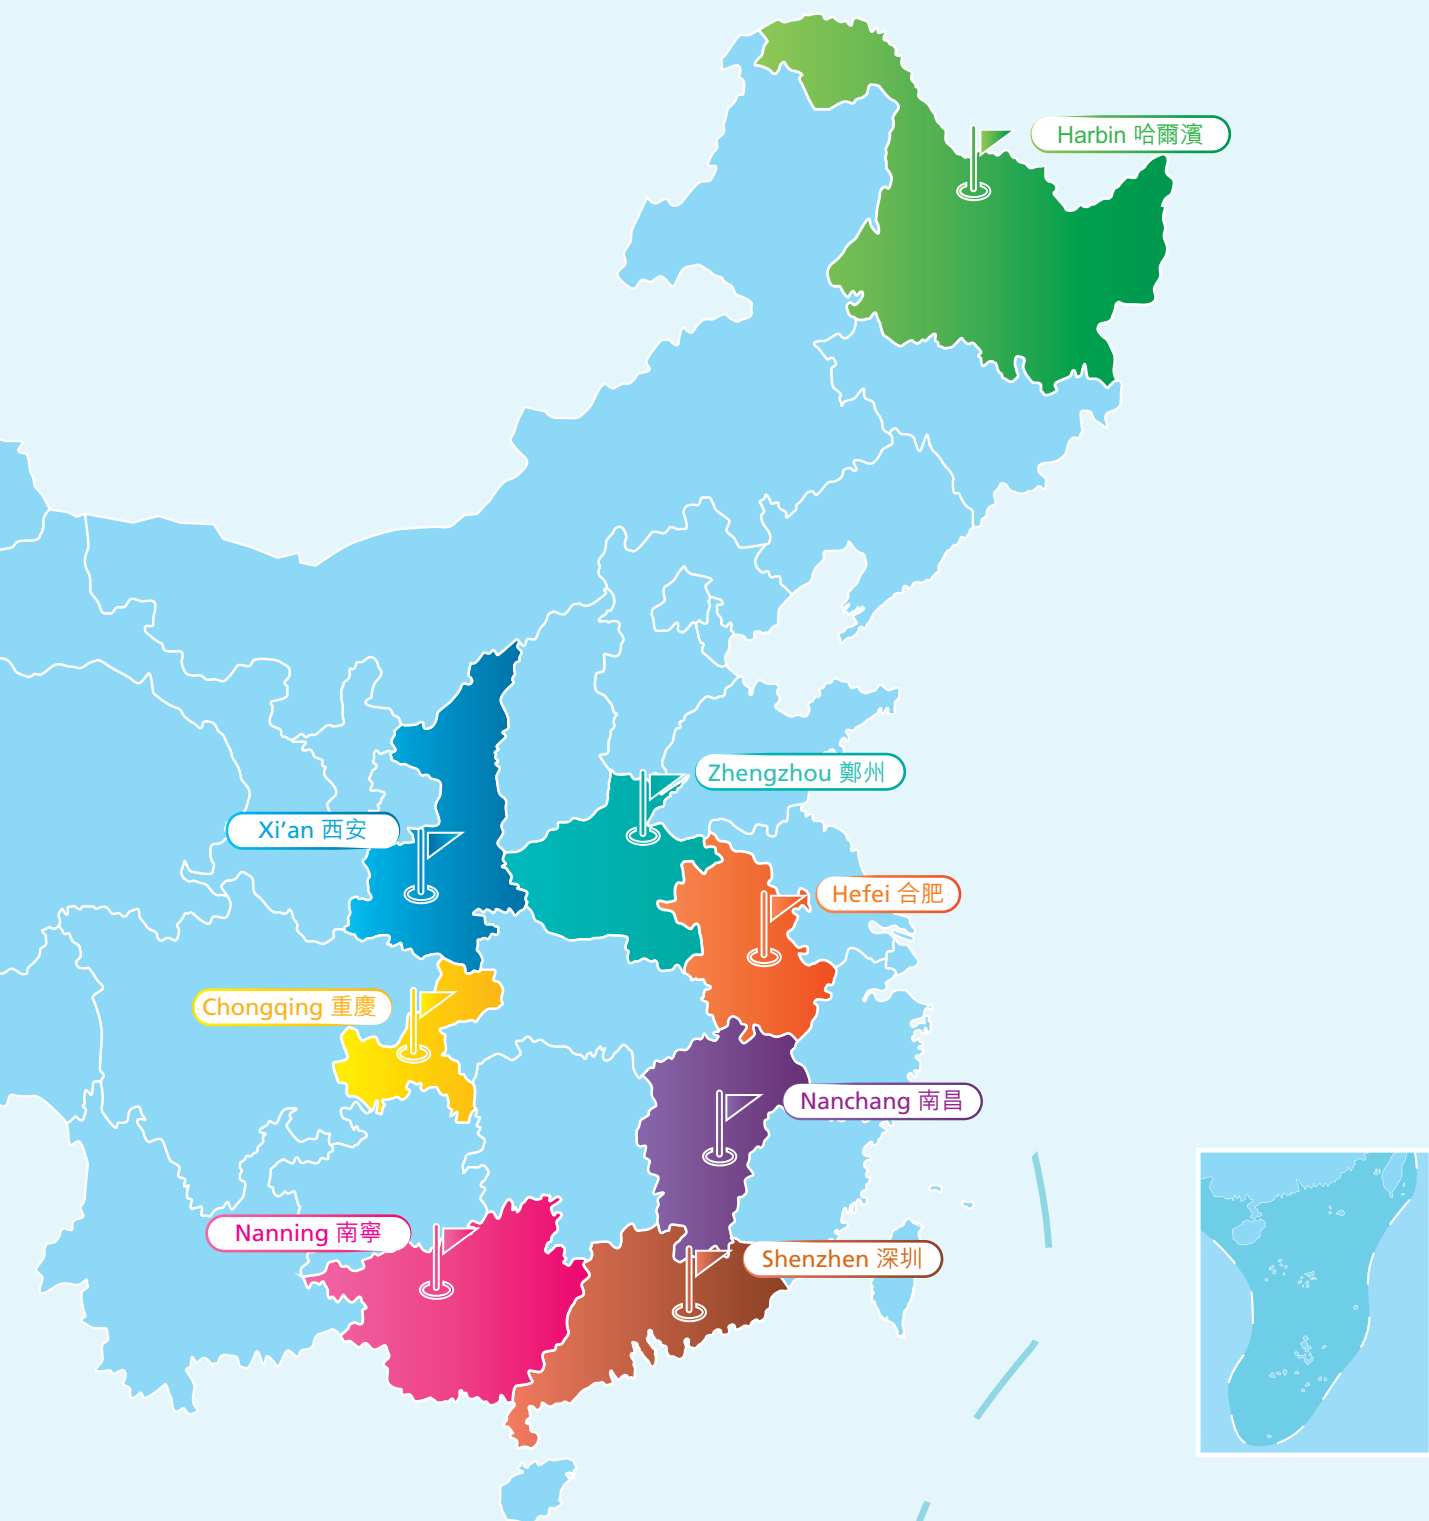 Harbin 哈爾濱
Zhengzhou 鄭州
Xi’an 西安
Hefei 合肥
Chongqing 重慶
Nanchang 南昌
Nanning 南寧
Shenzhen 深圳